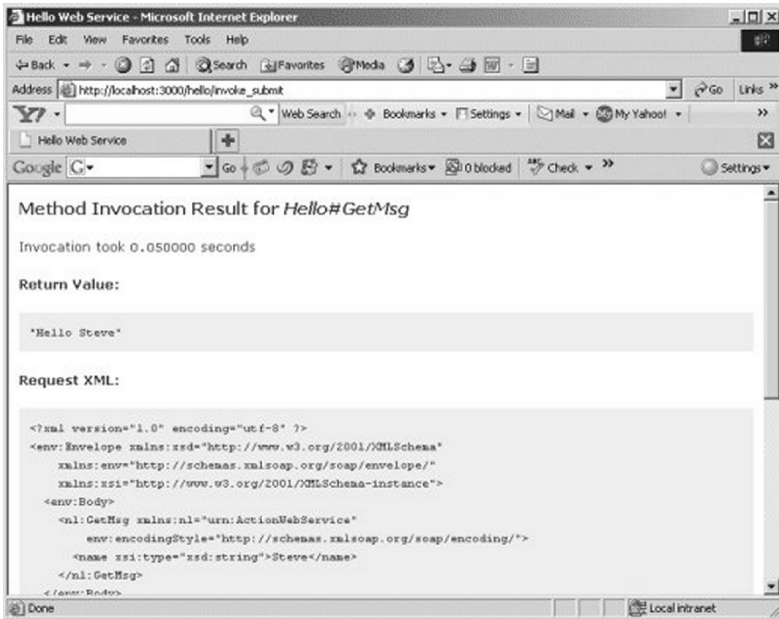 Hello Web Service - Microsoft Internet Explorer
File Edit View Favorites Tools Help
Back Search Favorites Media
Address http://localhost:3000/hello/invoke_submit Go Links »
Y! Web Search Bookmarks Settings Mail My Yahoo! »
Hello Web Service
Google G Go Bookmarks 0 blocked ABC Check » Settings
Method Invocation Result for Hello#GetMsg
Invocation took 0.050000 seconds
Return Value:
"Hello Steve"
Request XML:
<?xml version="1.0" encoding="utf-8" ?>
<env:Envelope xmlns:xsd="http://www.w3.org/2001/XMLSchema"
xmlns:env="http://schemas.xmlsoap.org/soap/envelope/"
xmlns:xsi="http://www.w3.org/2001/XMLSchema-instance">
<env:Body>
<n1:GetMsg xmlns:n1="urn:ActionWebService"
env:encodingStyle="http://schemas.xmlsoap.org/soap/encoding/">
<name xsi:type="xsd:string">Steve</name>
</n1:GetMsg>
</env:Body>
Done Local intranet